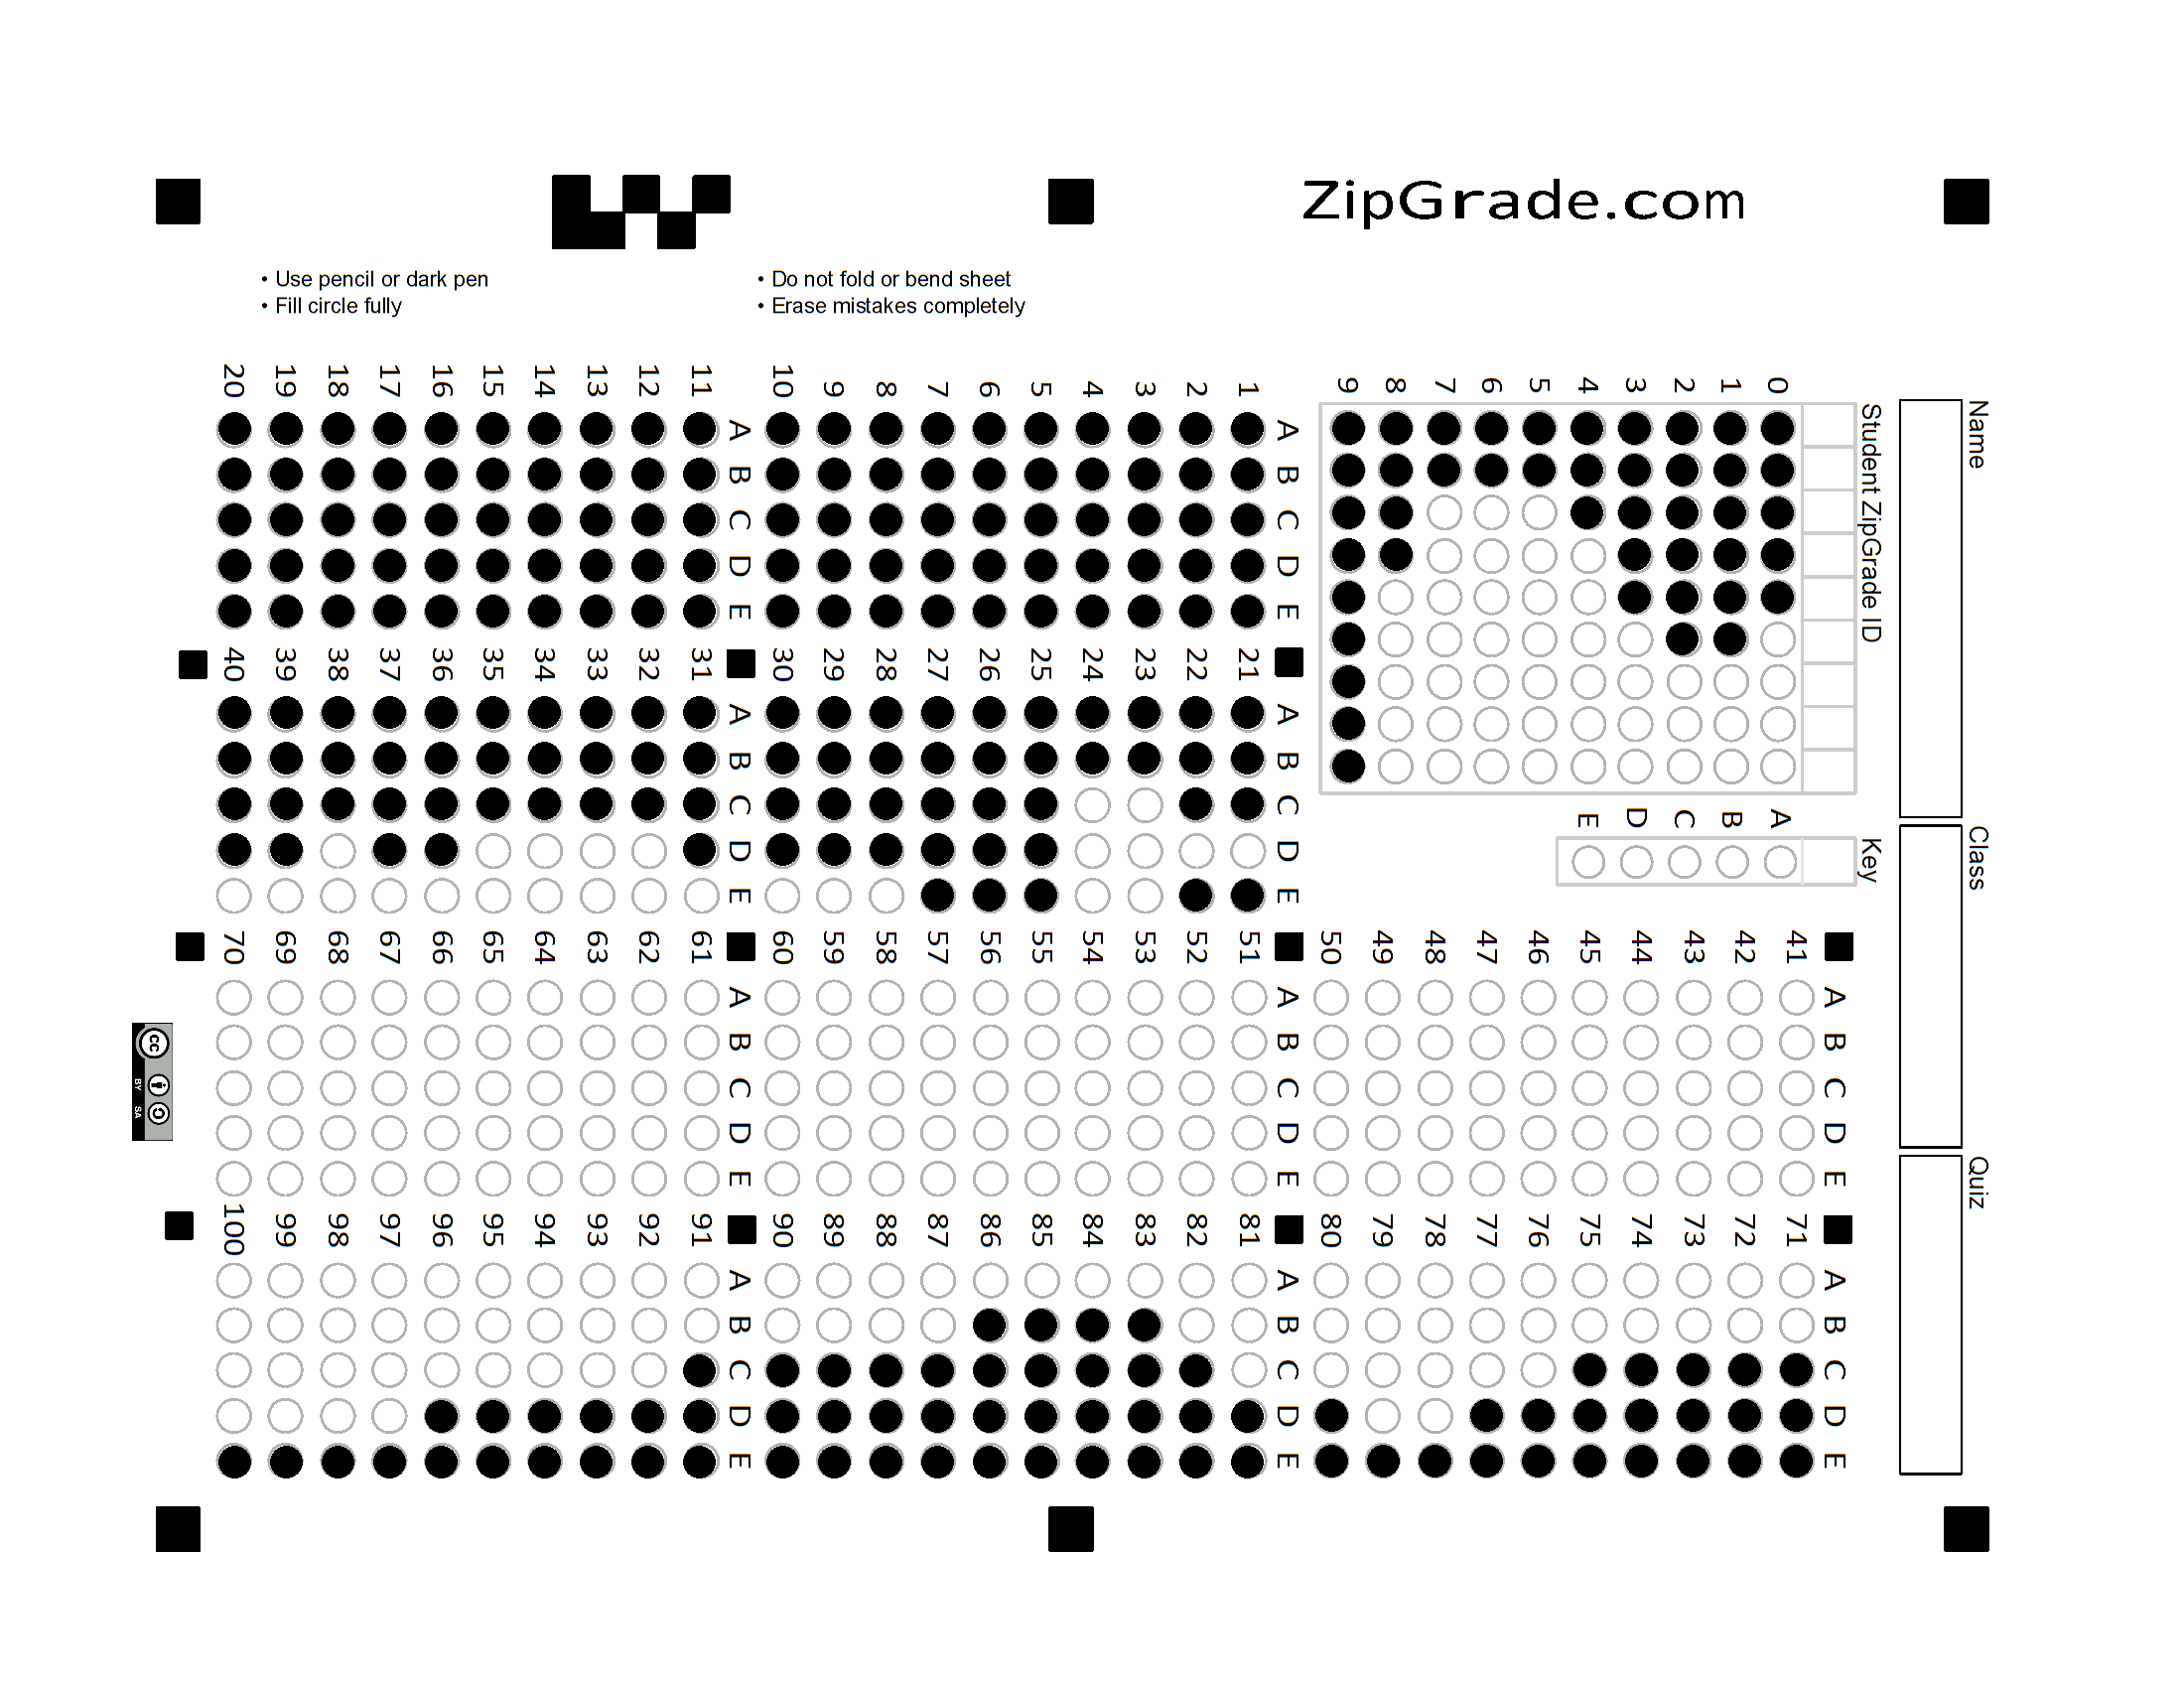 ZipGrade.com
• Use pencil or dark pen
• Fill circle fully
• Do not fold or bend sheet
• Erase mistakes completely
Name
Class
Quiz
Student ZipGrade ID
0 1 2 3 4 5 6 7 8 9
Key
A B C D E
1 2 3 4 5 6 7 8 9 10
A B C D E
11 12 13 14 15 16 17 18 19 20
A B C D E
21 22 23 24 25 26 27 28 29 30
A B C D E
31 32 33 34 35 36 37 38 39 40
A B C D E
41 42 43 44 45 46 47 48 49 50
A B C D E
51 52 53 54 55 56 57 58 59 60
A B C D E
61 62 63 64 65 66 67 68 69 70
A B C D E
71 72 73 74 75 76 77 78 79 80
A B C D E
81 82 83 84 85 86 87 88 89 90
A B C D E
91 92 93 94 95 96 97 98 99 100
A B C D E
cc BY SA